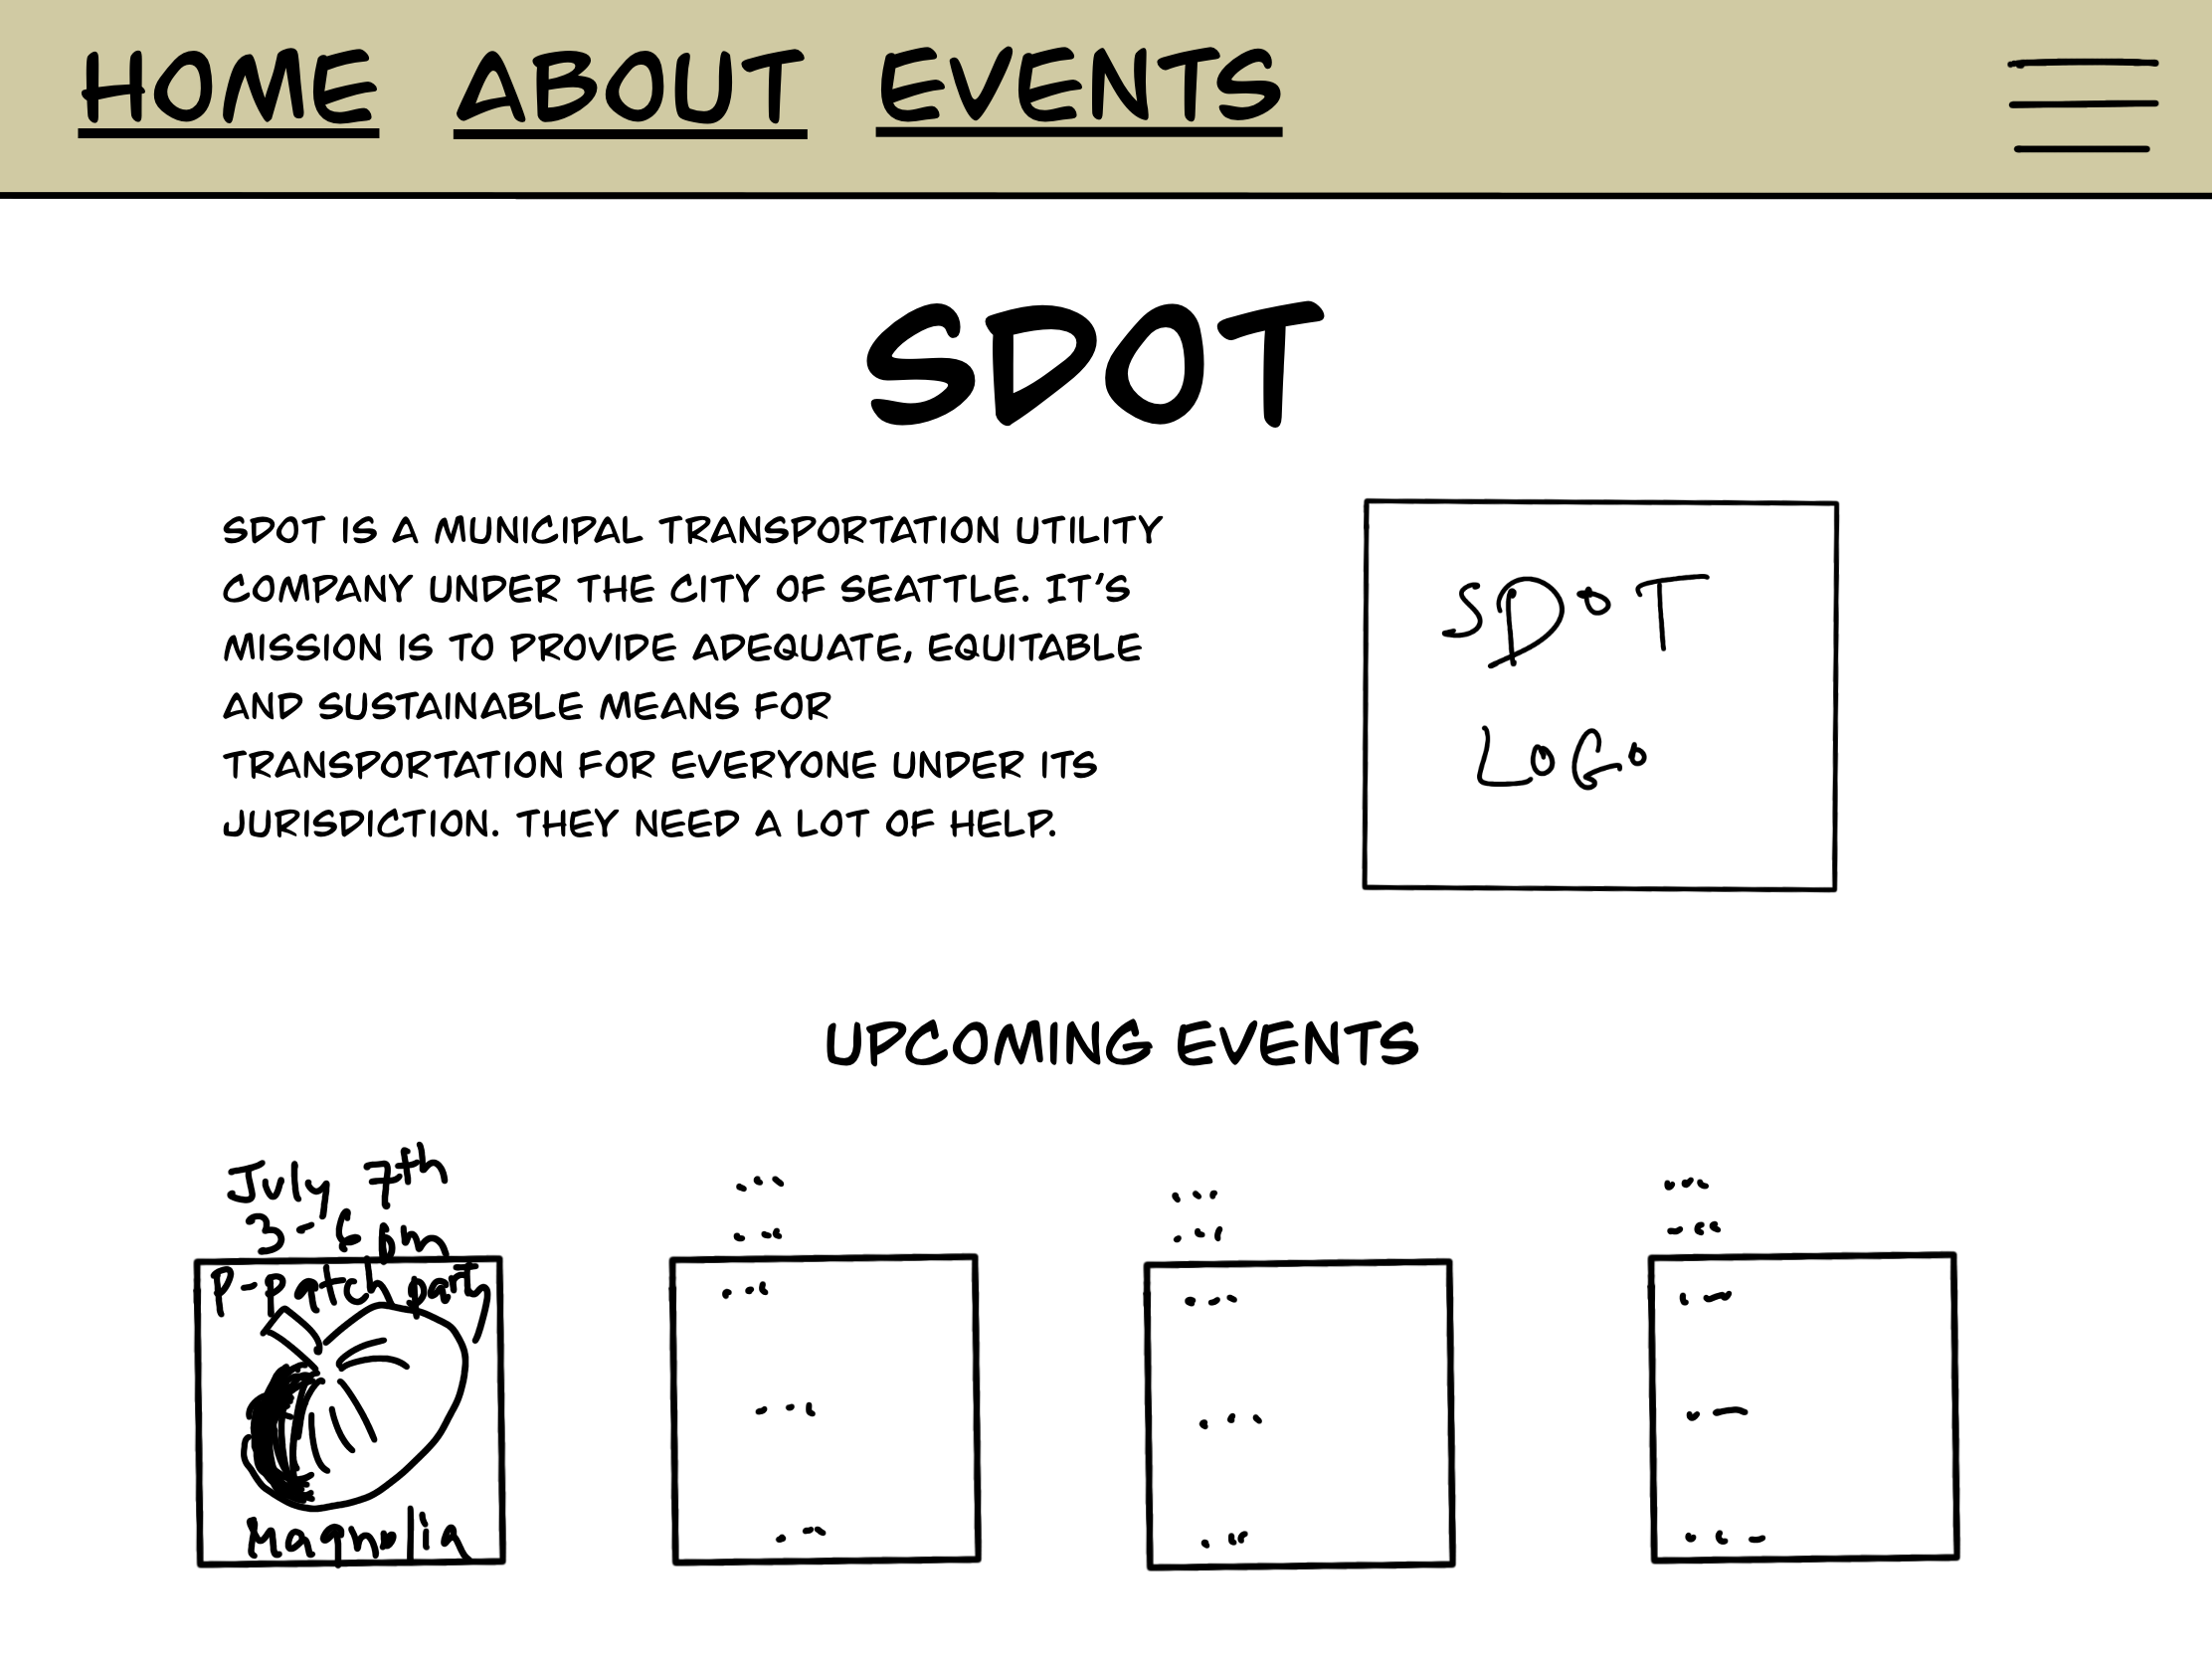 HOME ABOUT EVENTS
SDOT
SDOT IS A MUNICIPAL TRANSPORTATION UTILITY
COMPANY UNDER THE CITY OF SEATTLE. IT'S
MISSION IS TO PROVIDE ADEQUATE, EQUITABLE
AND SUSTAINABLE MEANS FOR
TRANSPORTATION FOR EVERYONE UNDER ITS
JURISDICTION. THEY NEED A LOT OF HELP.
SDOT
LOGO
UPCOMING EVENTS
July 7th
3-6 pm
P-patch party
Magnolia